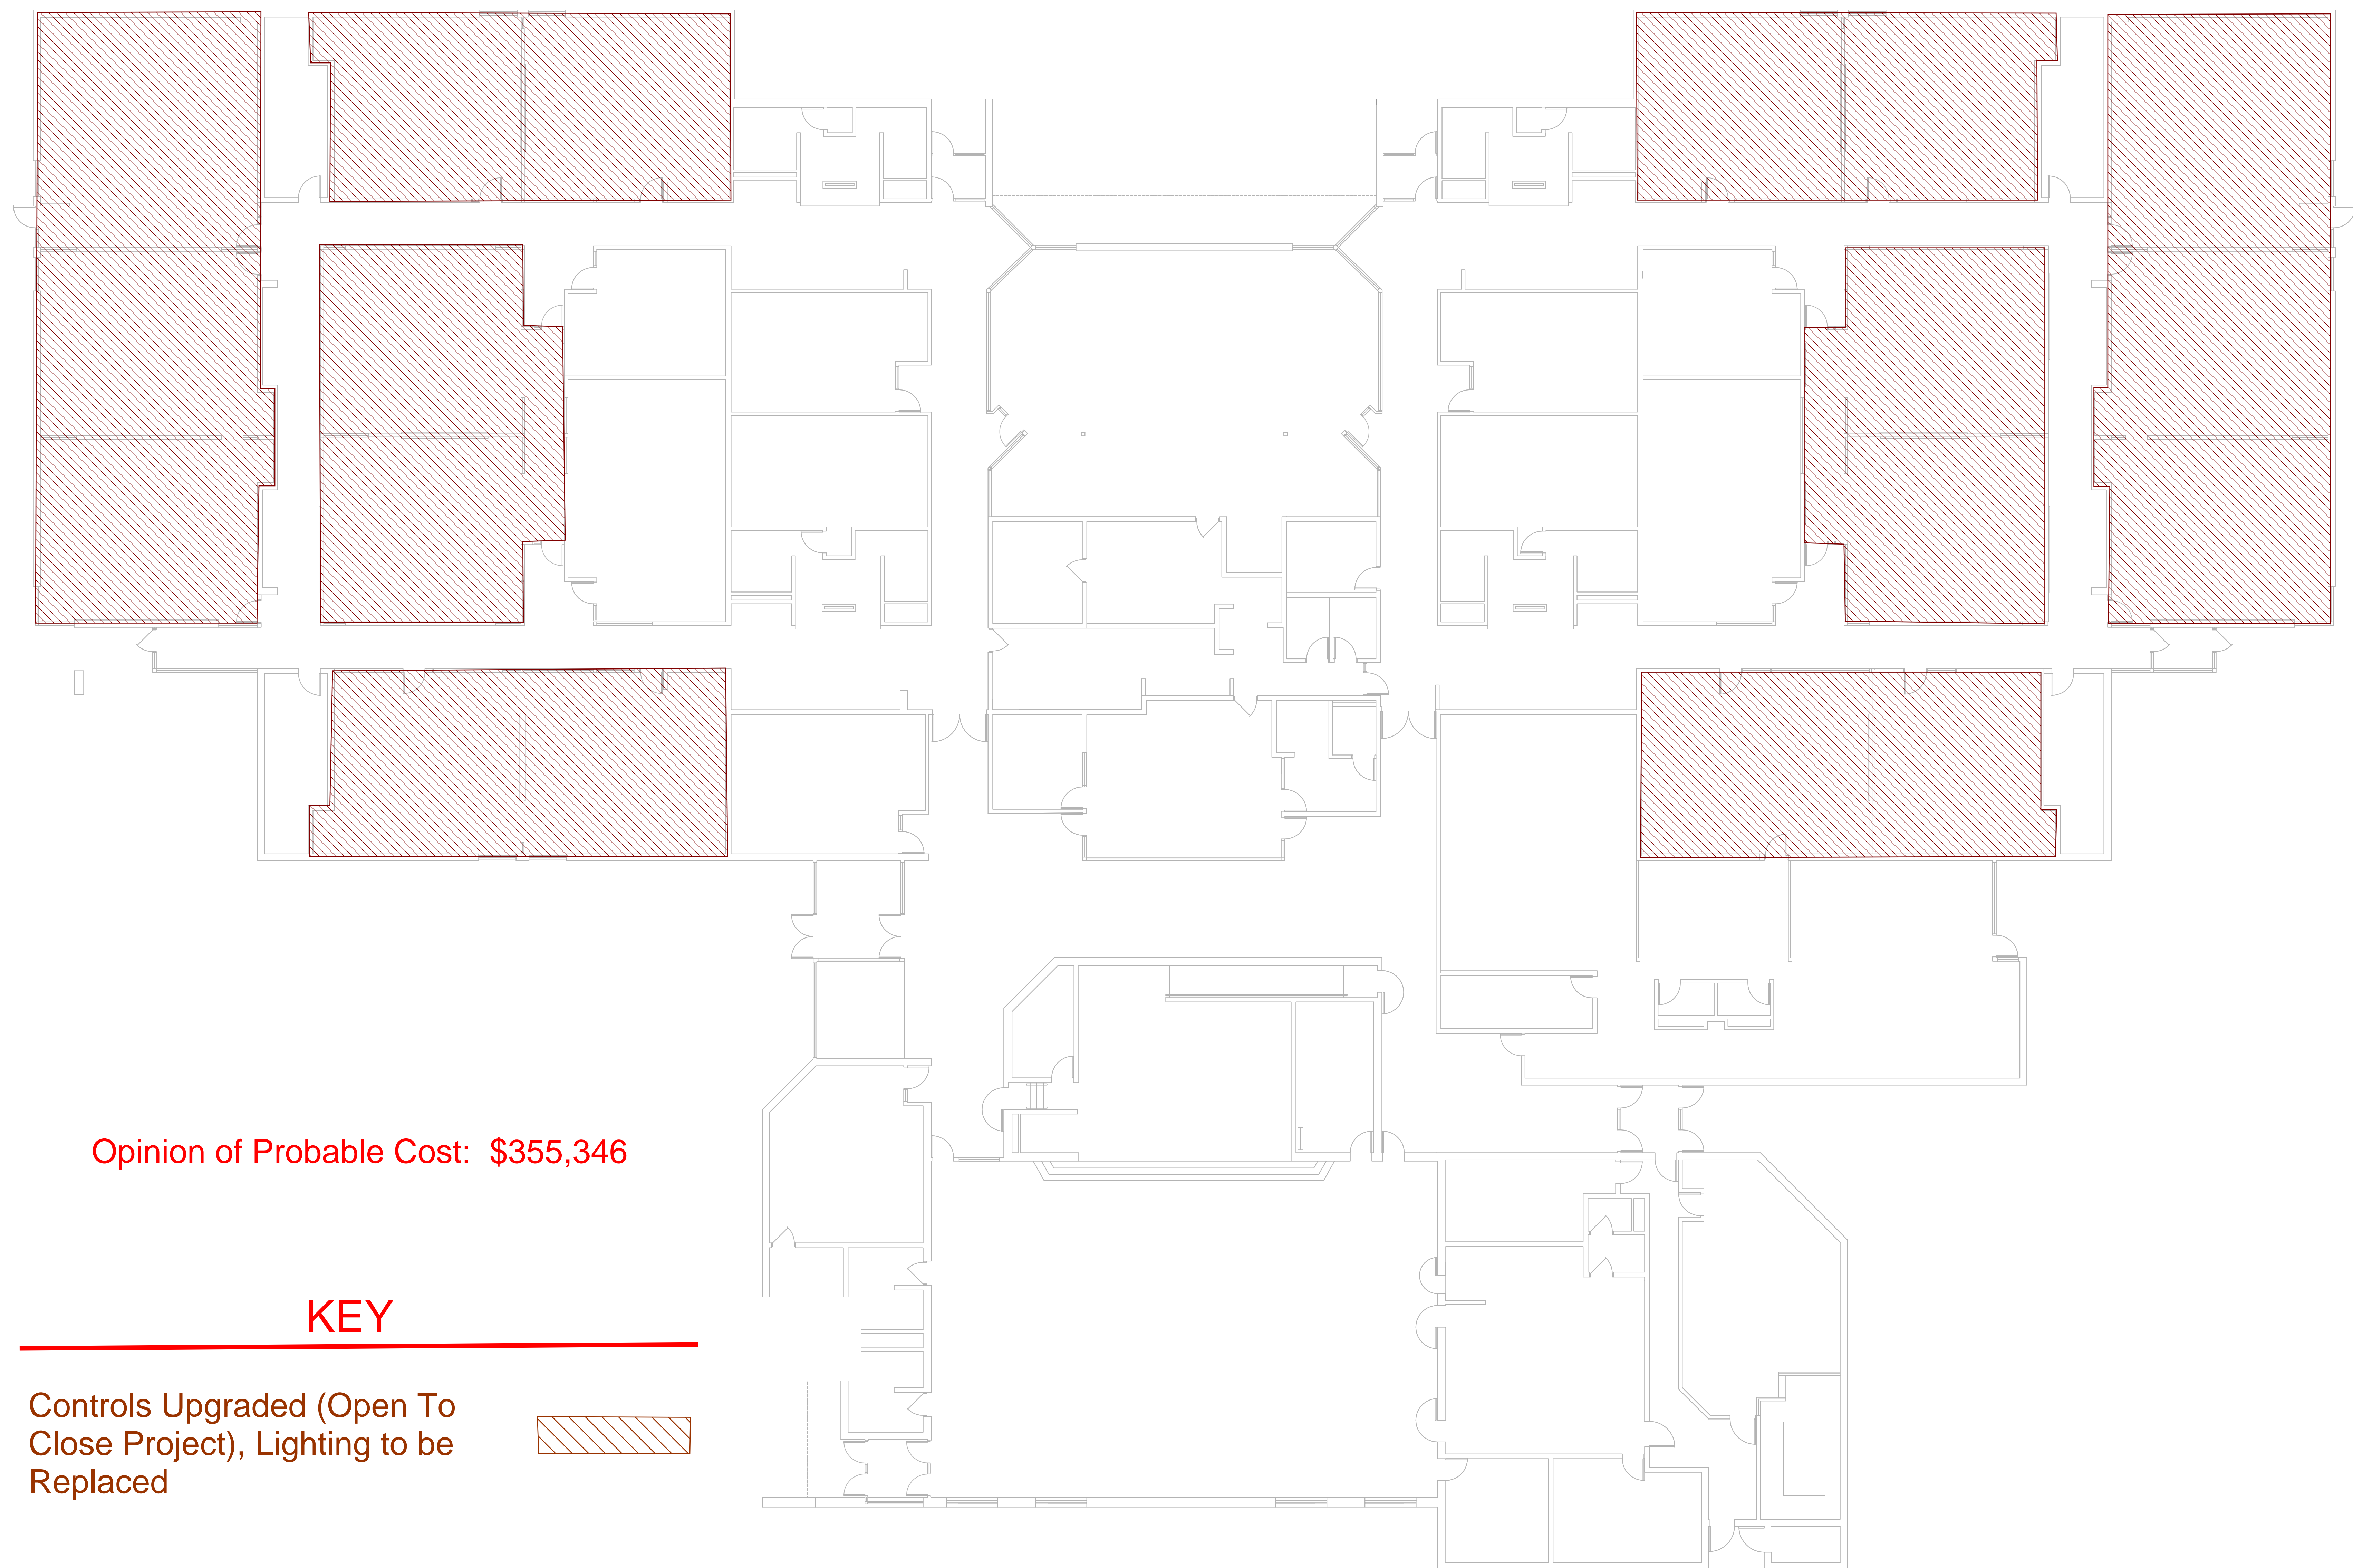 Opinion of Probable Cost: $355,346
KEY
Controls Upgraded (Open To
Close Project), Lighting to be
Replaced